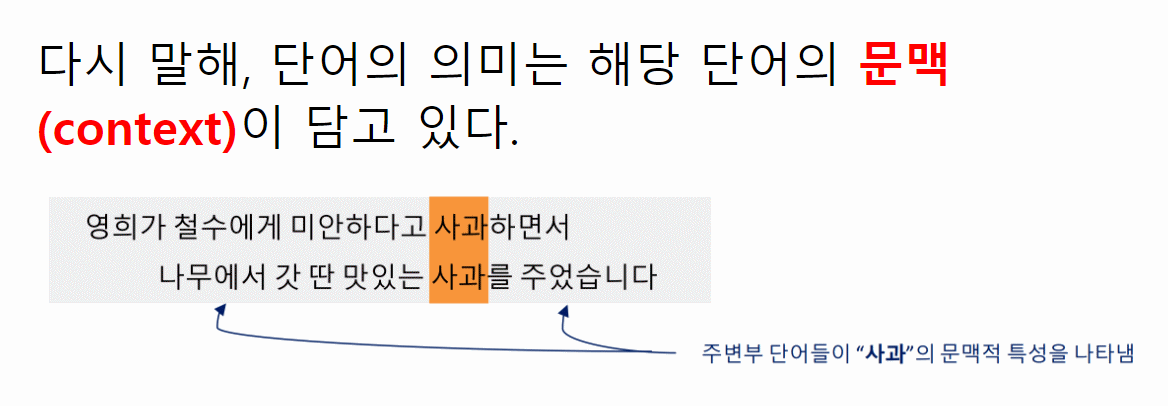 다시 말해, 단어의 의미는 해당 단어의 문맥
(context)이 담고 있다.
영희가 철수에게 미안하다고 사과하면서
나무에서 갓 딴 맛있는 사과를 주었습니다
주변부 단어들이 “사과”의 문맥적 특성을 나타냄